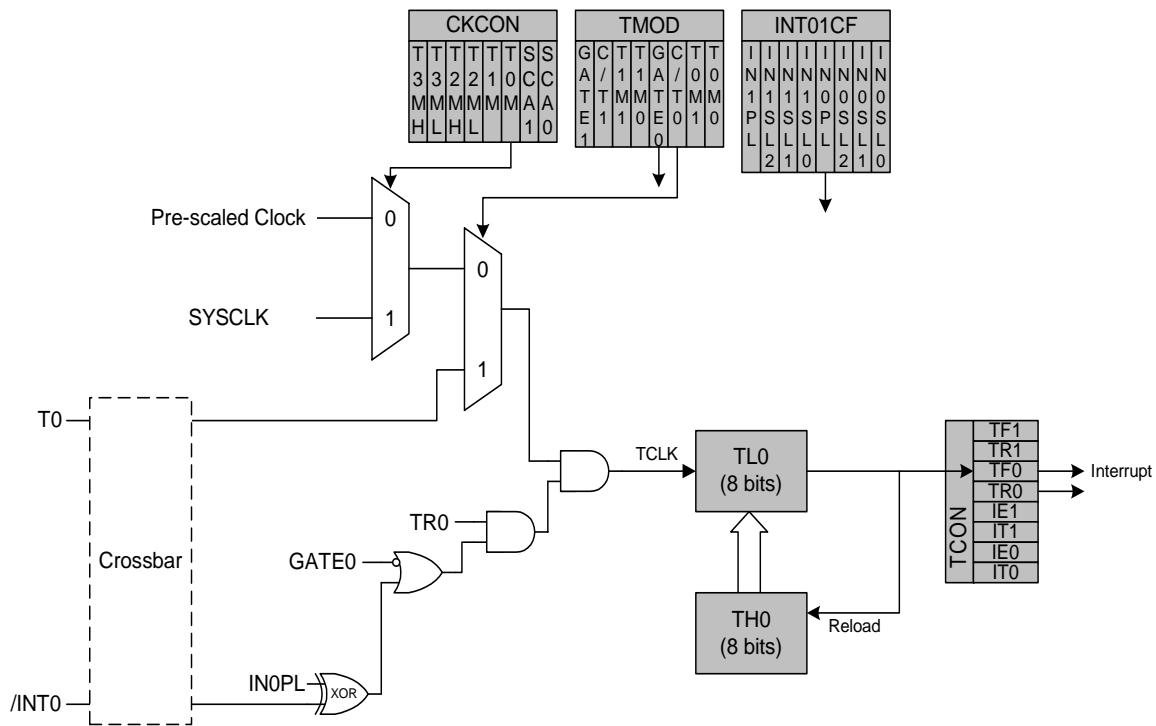 CKCON
T3MH
T3ML
T2MH
T2ML
T1M
T0M
SCA1
SCA0
TMOD
GATE1
C/T1
T1M1
T1M0
GATE0
C/T0
T0M1
T0M0
INT01CF
IN1PL
IN1SL2
IN1SL1
IN1SL0
IN0PL
IN0SL2
IN0SL1
IN0SL0
Pre-scaled Clock
0
SYSCLK
1
0
1
T0
Crossbar
/INT0
TR0
GATE0
IN0PL
XOR
TCLK
TL0
(8 bits)
TH0
(8 bits)
Reload
TCON
TF1
TR1
TF0
TR0
IE1
IT1
IE0
IT0
Interrupt